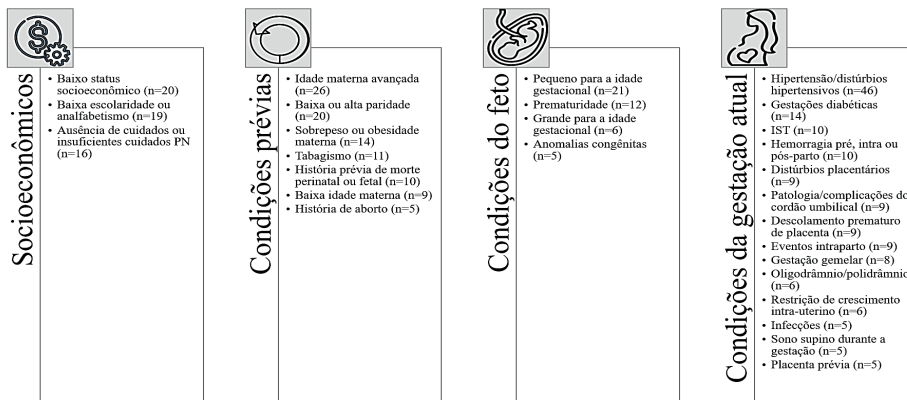 Socioeconômicos
• Baixo status
socioeconômico (n=20)
• Baixa escolaridade ou
analfabetismo (n=19)
• Ausência de cuidados ou
insuficientes cuidados PN
(n=16)
Condições prévias
• Idade materna avançada
(n=26)
• Baixa ou alta paridade
(n=20)
• Sobrepeso ou obesidade
materna (n=14)
• Tabagismo (n=11)
• História prévia de morte
perinatal ou fetal (n=10)
• Baixa idade materna (n=9)
• História de aborto (n=5)
Condições do feto
• Pequeno para a idade
gestacional (n=21)
• Prematuridade (n=12)
• Grande para a idade
gestacional (n=6)
• Anomalias congênitas
(n=5)
Condições da gestação atual
• Hipertensão/distúrbios
hipertensivos (n=46)
• Gestações diabéticas
(n=14)
• IST (n=10)
• Hemorragia pré, intra ou
pós-parto (n=10)
• Distúrbios placentários
(n=9)
• Patologia/complicações do
cordão umbilical (n=9)
• Descolamento prematuro
de placenta (n=9)
• Eventos intraparto (n=9)
• Gestação gemelar (n=8)
• Oligodrâmnio/polidrâmnio
(n=6)
• Restrição de crescimento
intra-uterino (n=6)
• Infecções (n=5)
• Sono supino durante a
gestação (n=5)
• Placenta prévia (n=5)